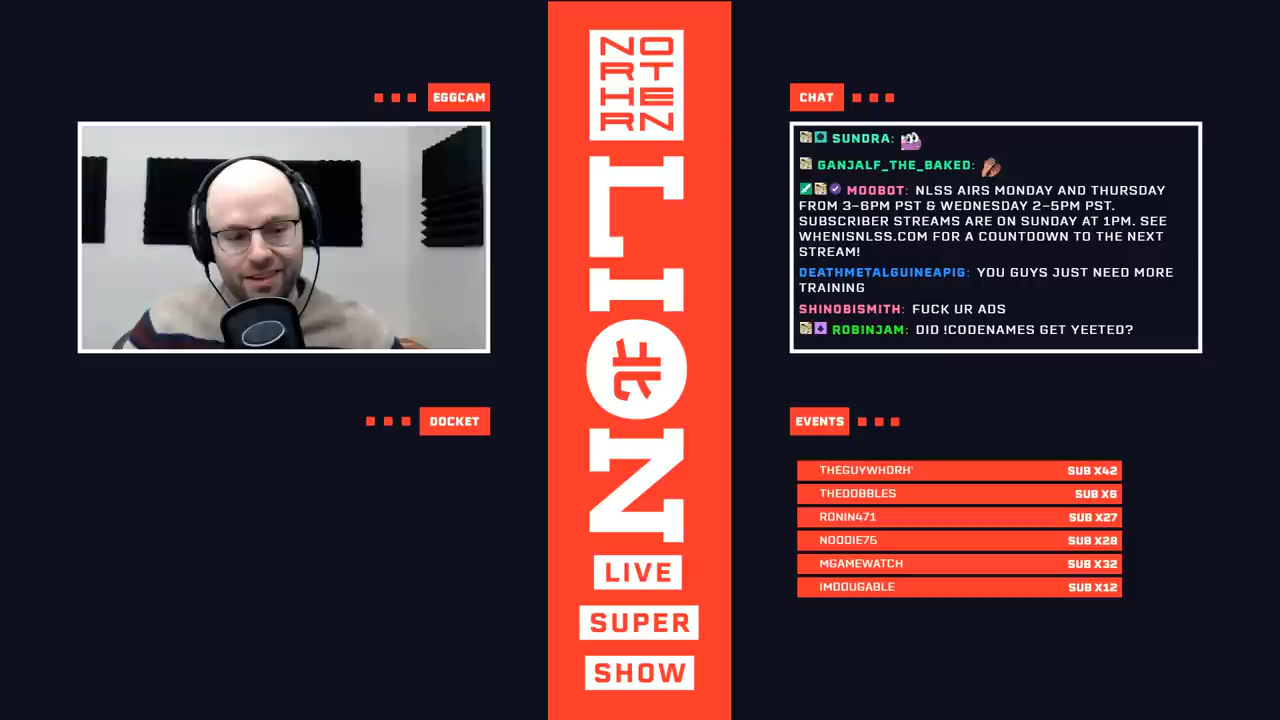 EGGCAM
DOCKET
NO
RT
HE
RN
LION
LIVE
SUPER
SHOW
CHAT
SUNDRA:
GANJALF_THE_BAKED:
MOOBOT: NLSS AIRS MONDAY AND THURSDAY
FROM 3-6PM PST & WEDNESDAY 2-5PM PST.
SUBSCRIBER STREAMS ARE ON SUNDAY AT 1PM. SEE
WHENISNLSS.COM FOR A COUNTDOWN TO THE NEXT
STREAM!
DEATHMETALGUINEAPIG: YOU GUYS JUST NEED MORE
TRAINING
SHINOBISMITH: FUCK UR ADS
ROBINJAM: DID !CODENAMES GET YEETED?
EVENTS
THEGUYWHORH' SUB X42
THEDOBBLES SUB X6
RONIN471 SUB X27
NOODIE75 SUB X28
MGAMEWATCH SUB X32
IMDOUGABLE SUB X12